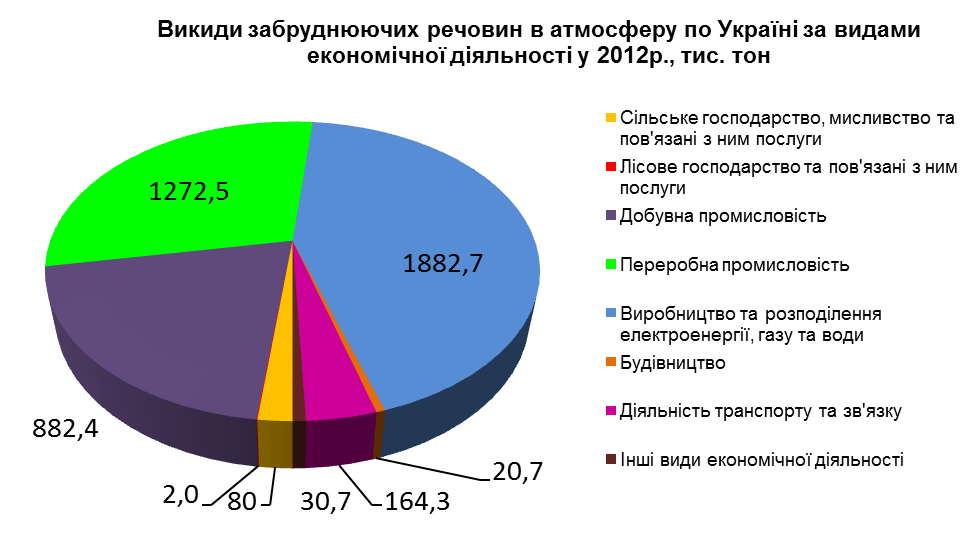 Викиди забруднюючих речовин в атмосферу по Україні за видами
економічної діяльності у 2012р., тис. тон
1272,5
1882,7
882,4
2,0
80
30,7
164,3
20,7
Сільське господарство, мисливство та
пов'язані з ним послуги
Лісове господарство та пов'язані з ним
послуги
Добувна промисловість
Переробна промисловість
Виробництво та розподілення
електроенергії, газу та води
Будівництво
Діяльність транспорту та зв'язку
Інші види економічної діяльності